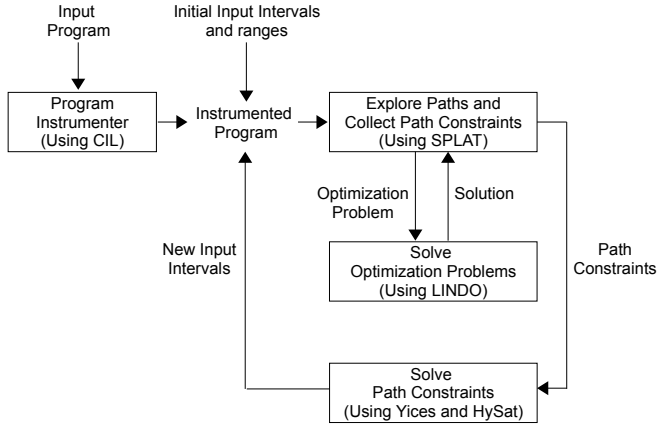 Input
Program
Initial Input Intervals
and ranges
Program
Instrumenter
(Using CIL)
Instrumented
Program
Explore Paths and
Collect Path Constraints
(Using SPLAT)
Optimization
Problem
Solution
New Input
Intervals
Solve
Optimization Problems
(Using LINDO)
Path
Constraints
Solve
Path Constraints
(Using Yices and HySat)